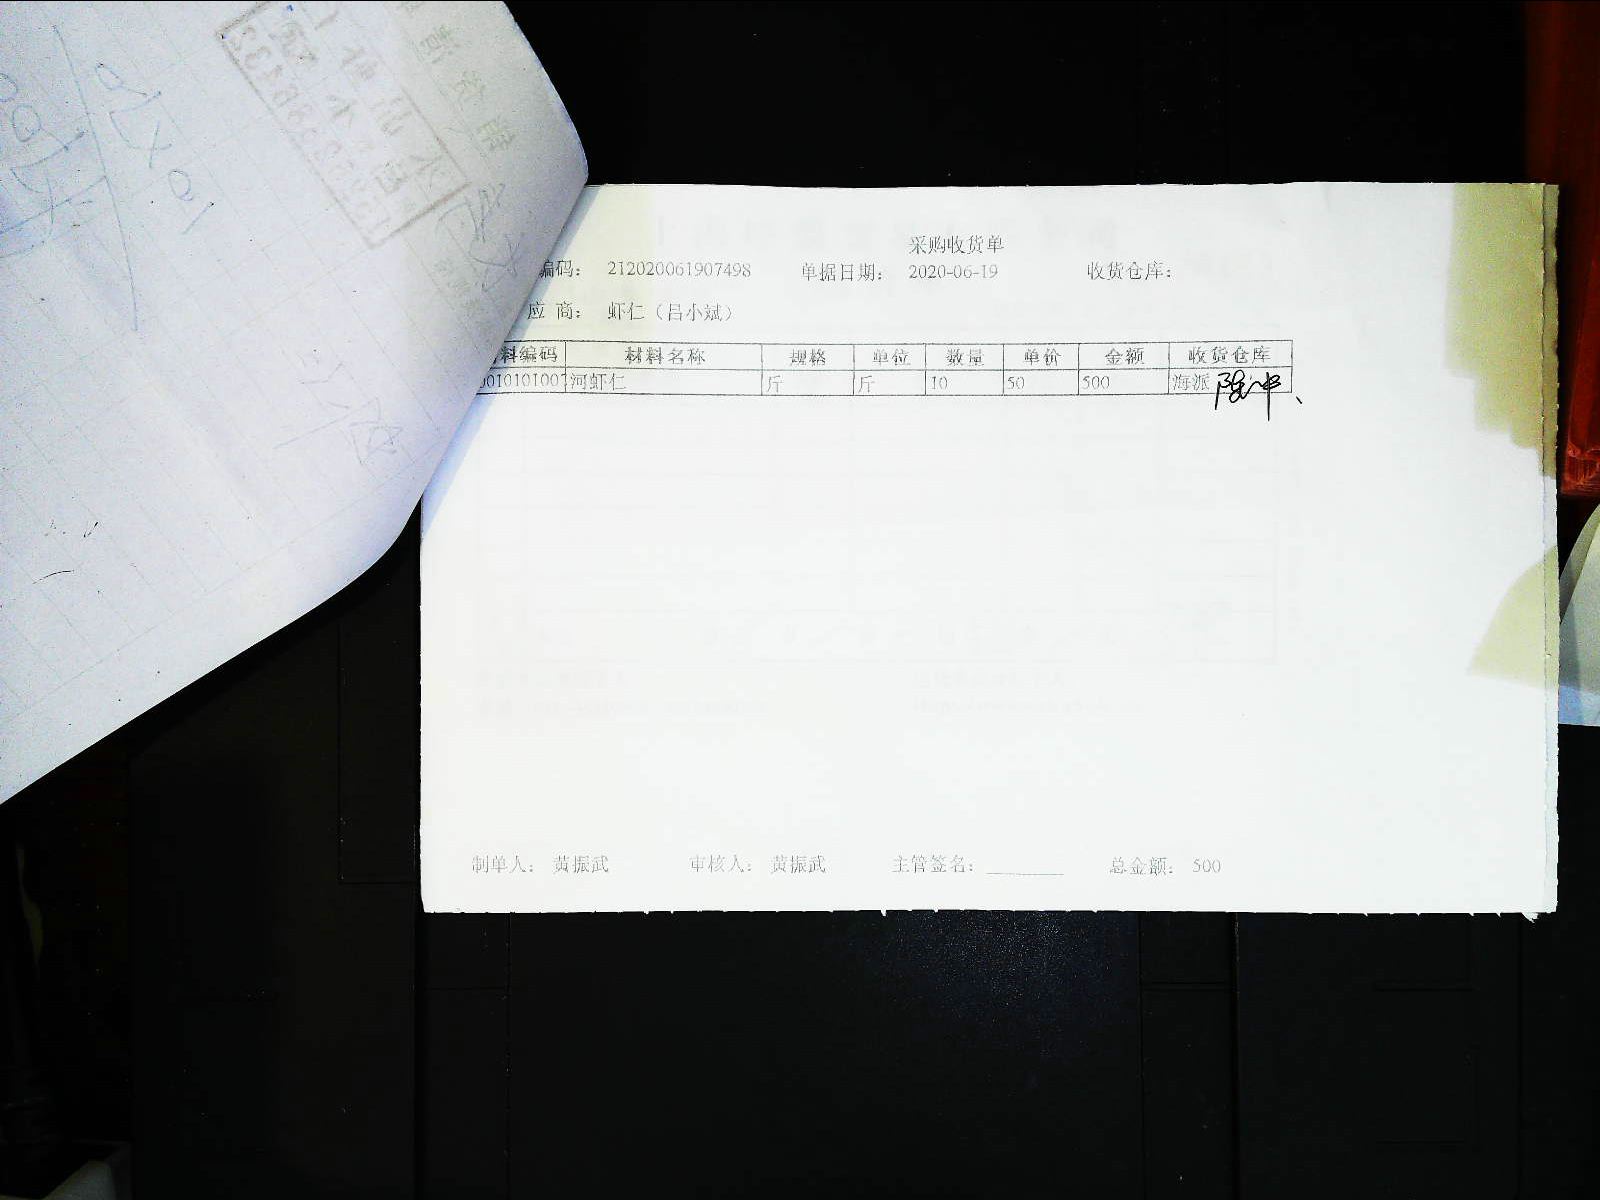 采购收货单
编码： 212020061907498 单据日期： 2020-06-19 收货仓库：
应 商： 虾仁（吕小斌）
料编码 材料名称 规格 单位 数量 单价 金额 收货仓库
河虾仁 斤 斤 10 50 500 海派
制单人： 黄振武 审核人： 黄振武 主管签名： ________ 总金额： 500